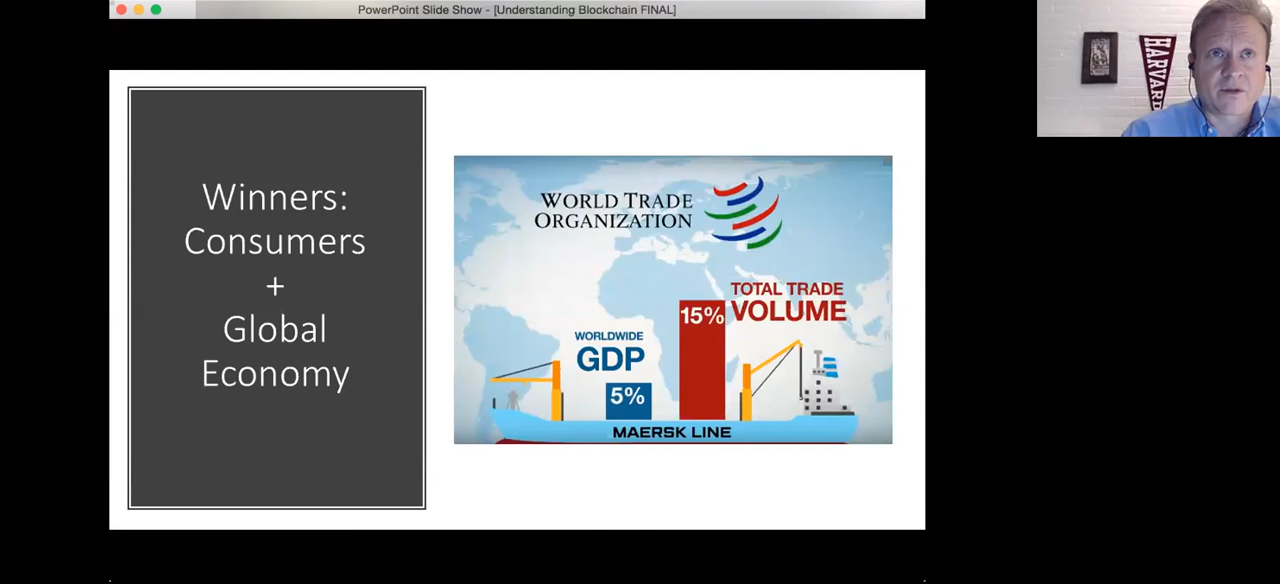 PowerPoint Slide Show - [Understanding Blockchain FINAL]
HARVARD
Winners:
Consumers
+
Global
Economy
WORLD TRADE
ORGANIZATION
TOTAL TRADE
VOLUME
15%
WORLDWIDE
GDP
5%
MAERSK LINE